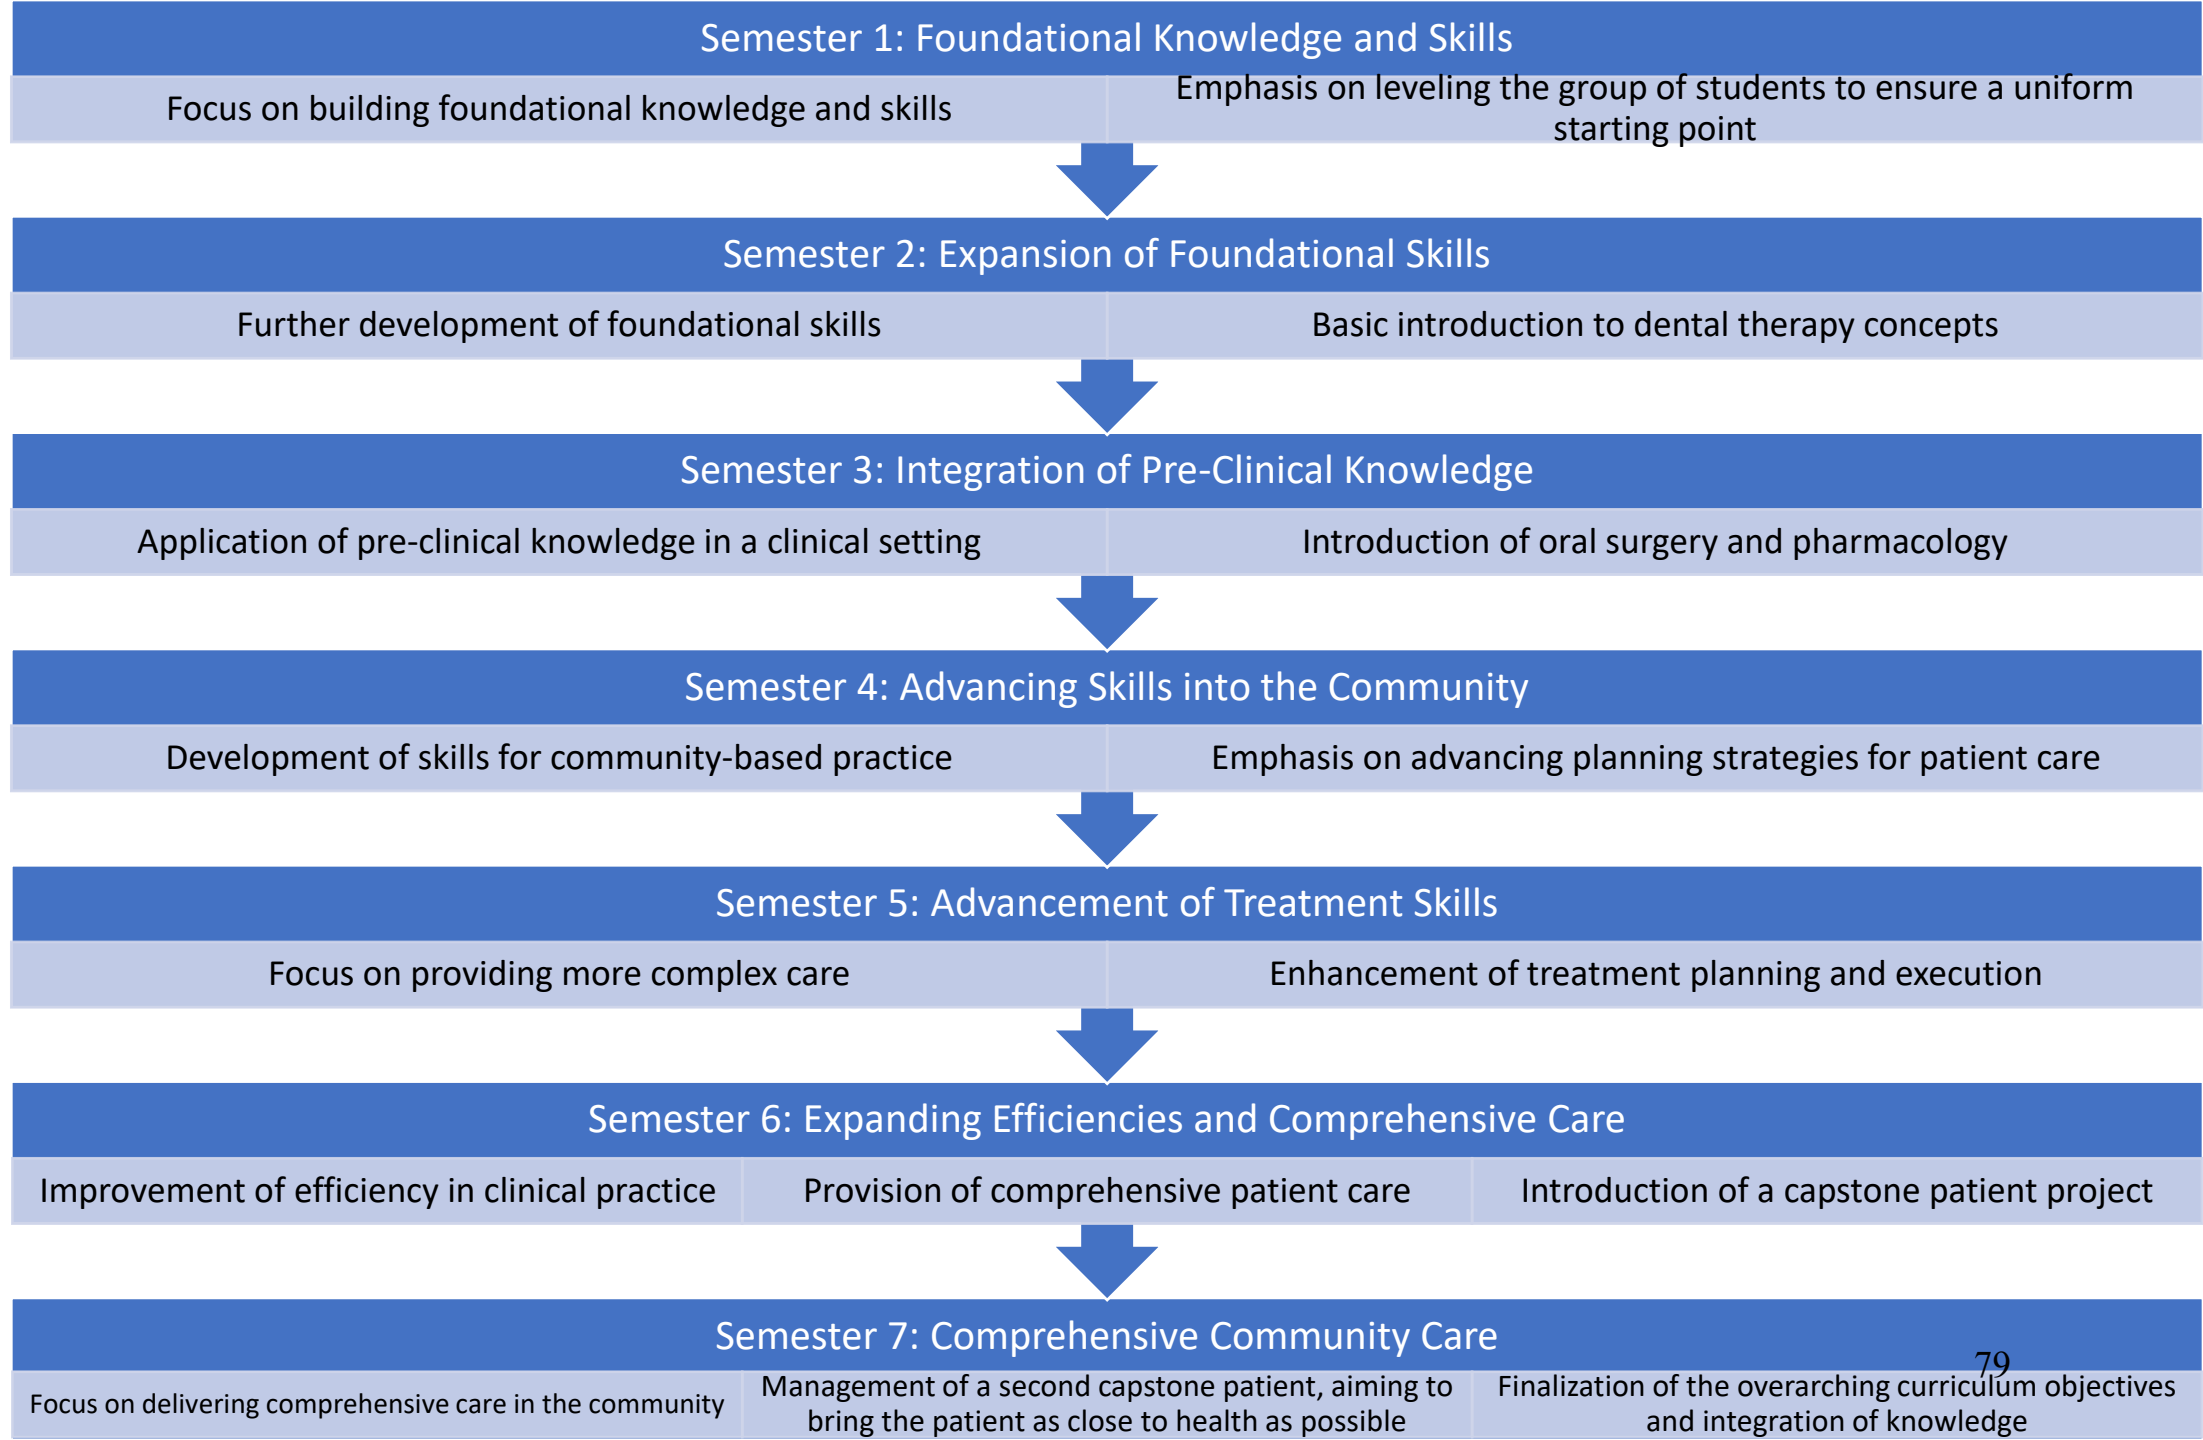 Semester 1: Foundational Knowledge and Skills
Focus on building foundational knowledge and skills
Emphasis on leveling the group of students to ensure a uniform
starting point
Semester 2: Expansion of Foundational Skills
Further development of foundational skills
Basic introduction to dental therapy concepts
Semester 3: Integration of Pre-Clinical Knowledge
Application of pre-clinical knowledge in a clinical setting
Introduction of oral surgery and pharmacology
Semester 4: Advancing Skills into the Community
Development of skills for community-based practice
Emphasis on advancing planning strategies for patient care
Semester 5: Advancement of Treatment Skills
Focus on providing more complex care
Enhancement of treatment planning and execution
Semester 6: Expanding Efficiencies and Comprehensive Care
Improvement of efficiency in clinical practice
Provision of comprehensive patient care
Introduction of a capstone patient project
Semester 7: Comprehensive Community Care
Focus on delivering comprehensive care in the community
Management of a second capstone patient, aiming to
bring the patient as close to health as possible
Finalization of the overarching curriculum objectives
and integration of knowledge
79